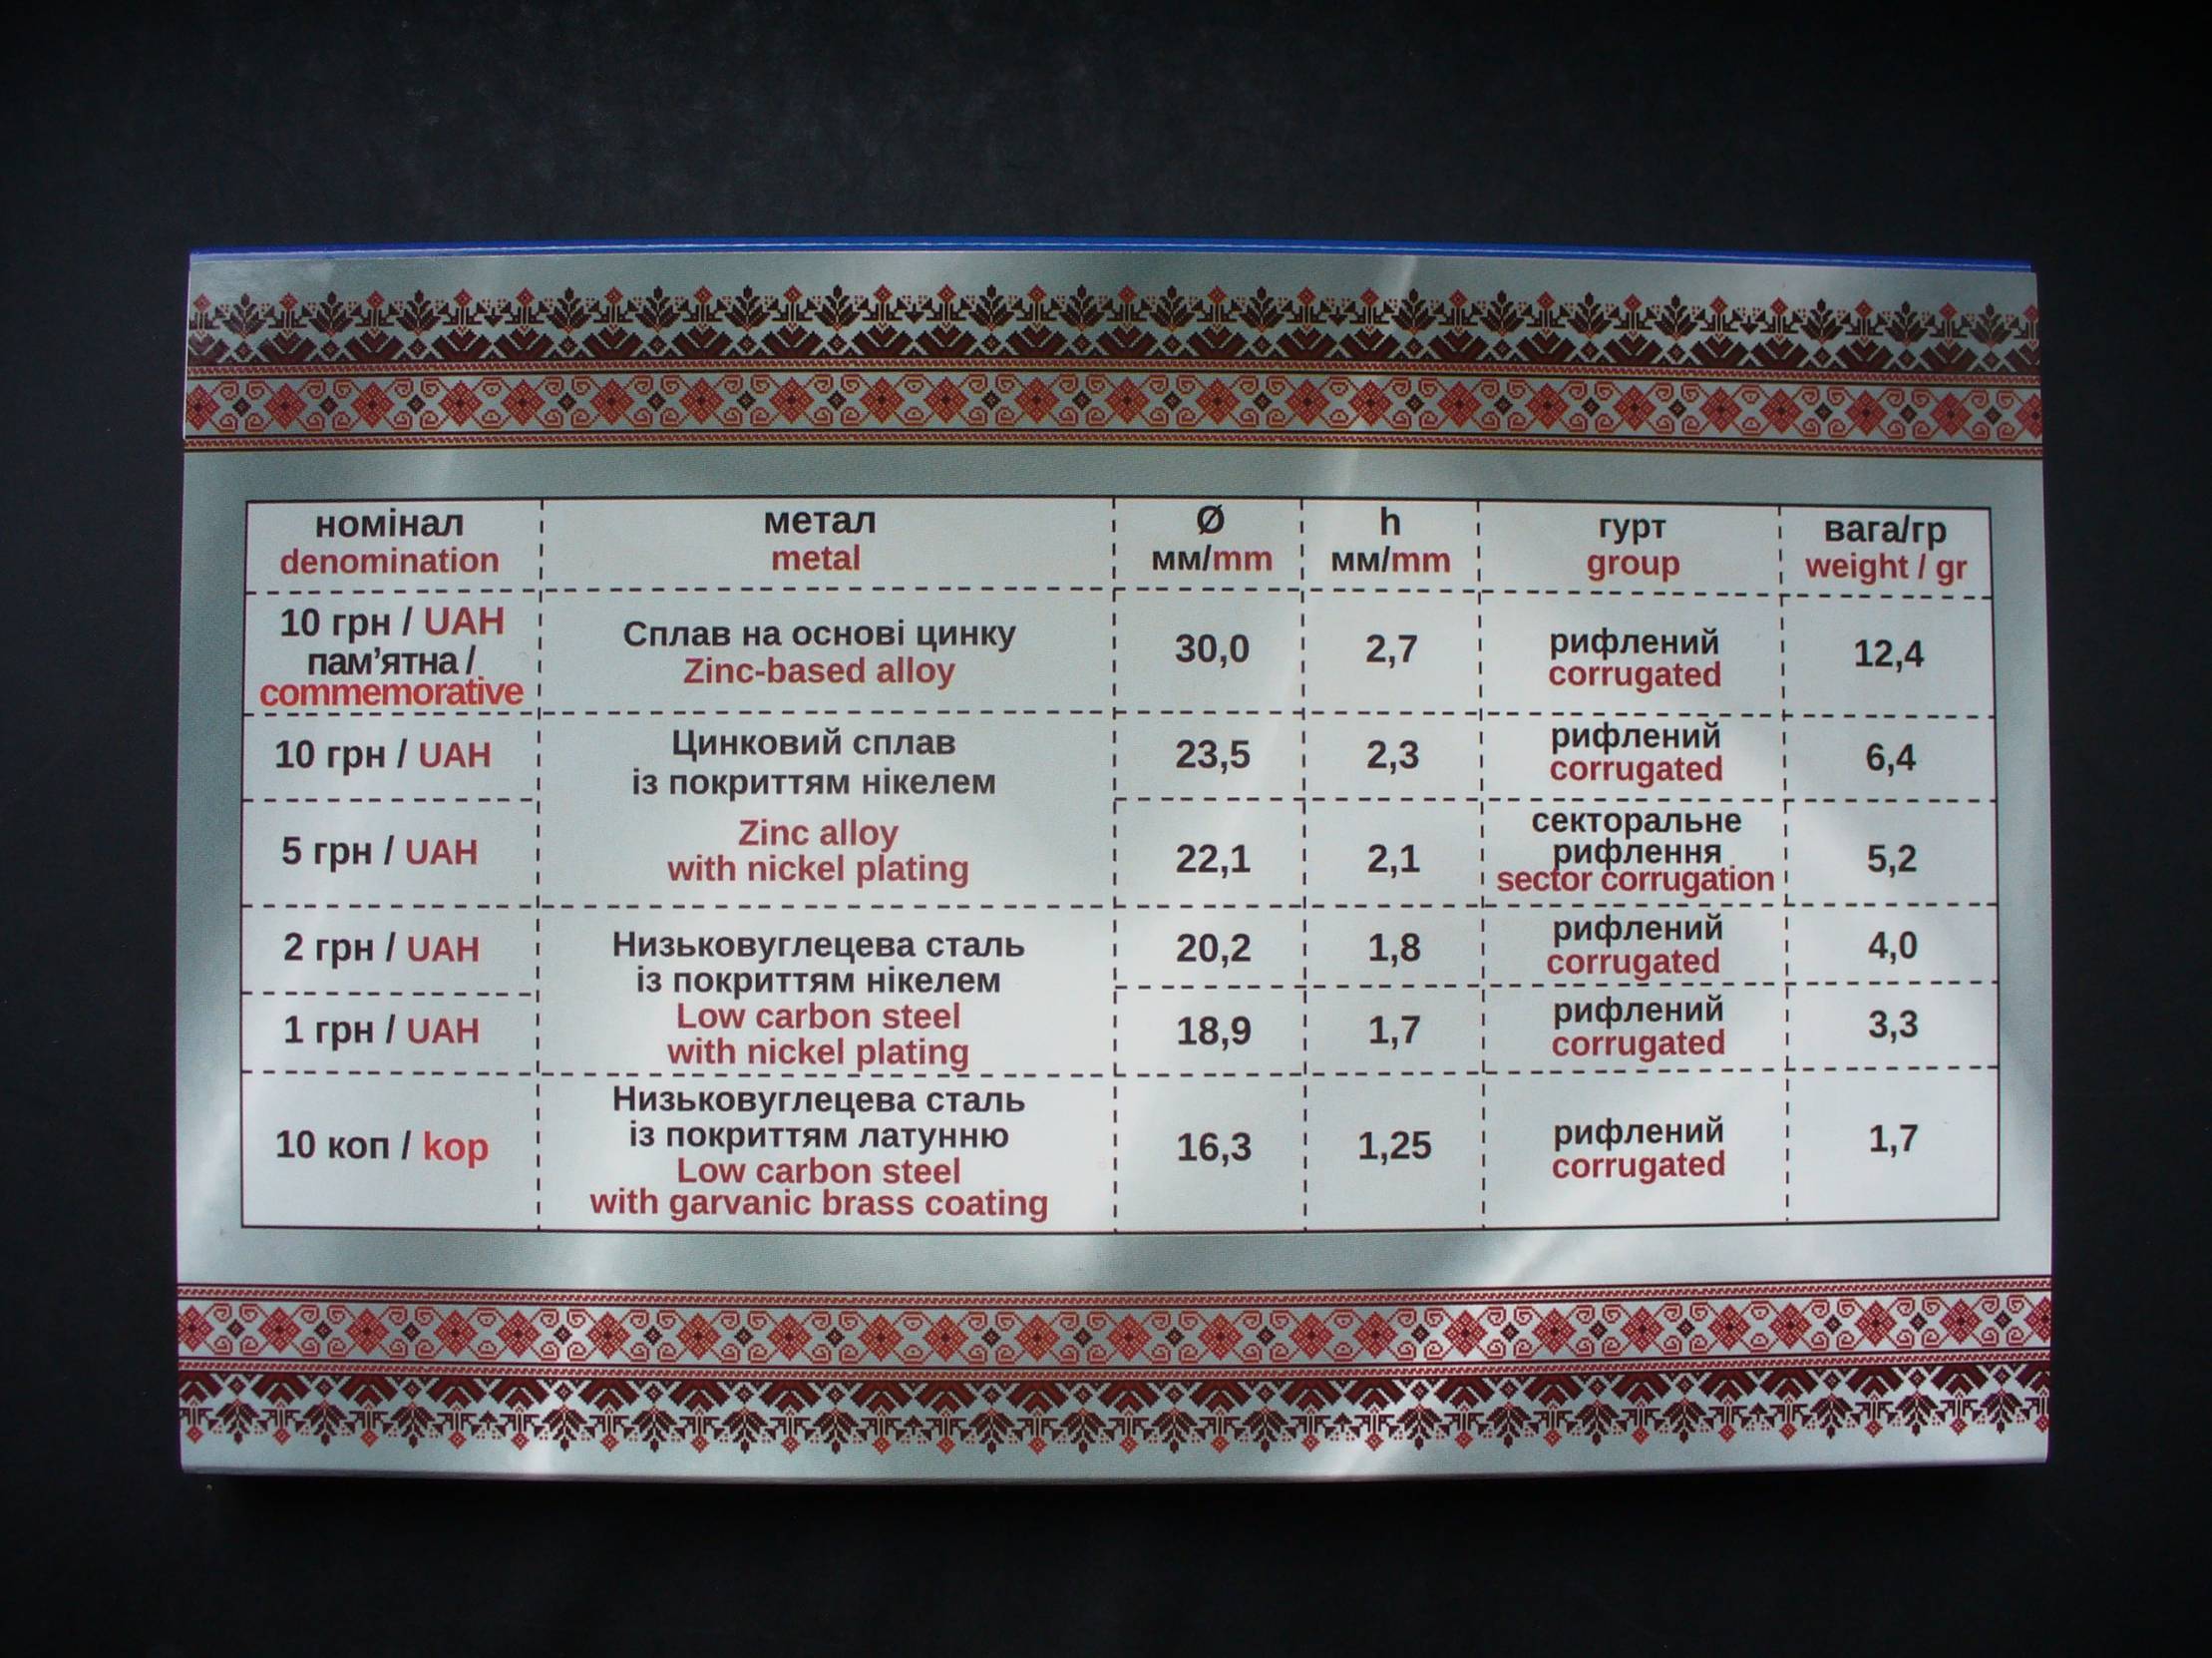 номінал
denomination
метал
metal
Ø
мм/mm
h
мм/mm
гурт
group
вага/гр
weight / gr
10 грн / UAH
пам’ятна /
commemorative
Сплав на основі цинку
Zinc-based alloy
30,0
2,7
рифлений
corrugated
12,4
10 грн / UAH
Цинковий сплав
із покриттям нікелем
Zinc alloy
with nickel plating
23,5
2,3
рифлений
corrugated
6,4
5 грн / UAH
22,1
2,1
секторальне
рифлення
sector corrugation
5,2
2 грн / UAH
Низьковуглецева сталь
із покриттям нікелем
Low carbon steel
with nickel plating
20,2
1,8
рифлений
corrugated
4,0
1 грн / UAH
18,9
1,7
рифлений
corrugated
3,3
10 коп / kop
Низьковуглецева сталь
із покриттям латунню
Low carbon steel
with garvanic brass coating
16,3
1,25
рифлений
corrugated
1,7